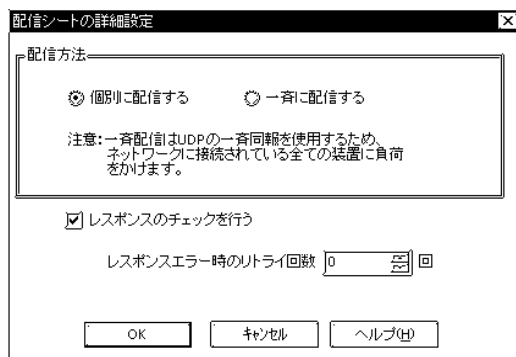 配信シートの詳細設定
配信方法
個別に配信する
一斉に配信する
注意:一斉配信はUDPの一斉同報を使用するため、
ネットワークに接続されている全ての装置に負荷
をかけます。
レスポンスのチェックを行う
レスポンスエラー時のリトライ回数 0 回
OK キャンセル ヘルプ(H)